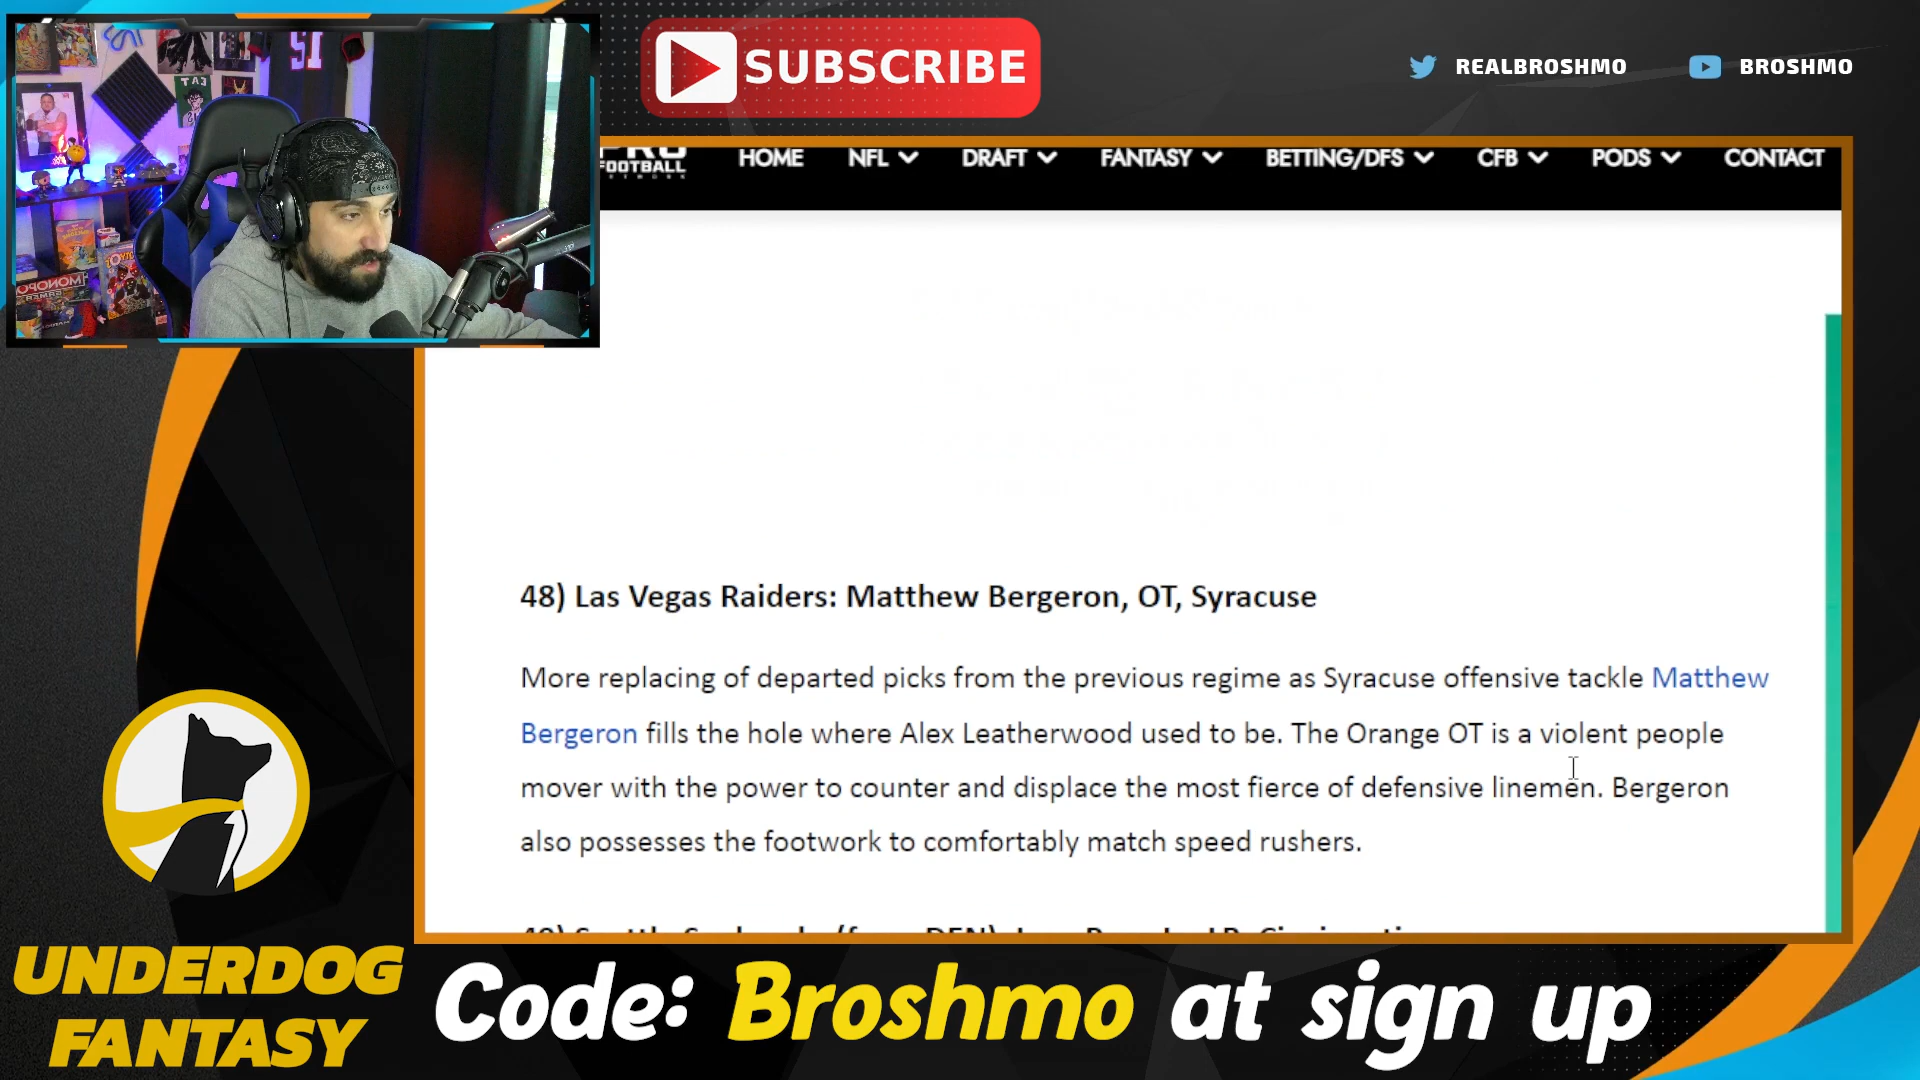 SUBSCRIBE
REALBROSHMO
BROSHMO
PRO
FOOTBALL
HOME
NFL
DRAFT
FANTASY
BETTING/DFS
CFB
PODS
CONTACT
48) Las Vegas Raiders: Matthew Bergeron, OT, Syracuse
More replacing of departed picks from the previous regime as Syracuse offensive tackle Matthew
Bergeron fills the hole where Alex Leatherwood used to be. The Orange OT is a violent people
mover with the power to counter and displace the most fierce of defensive linemen. Bergeron
also possesses the footwork to comfortably match speed rushers.
UNDERDOG
FANTASY
Code: Broshmo at sign up